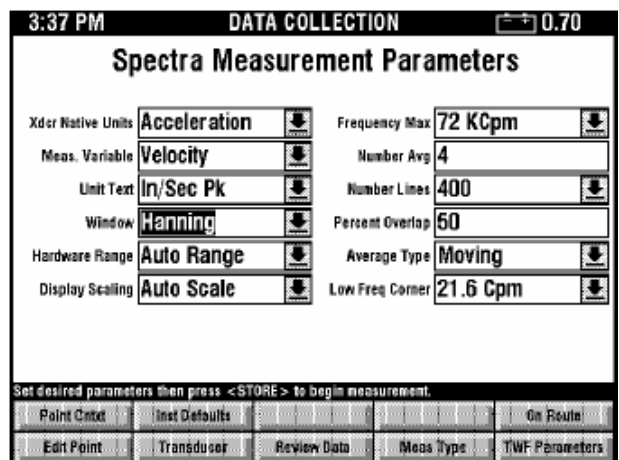 3:37 PM DATA COLLECTION 0.70
Spectra Measurement Parameters
Xdcr Native Units Acceleration Frequency Max 72 KCpm
Meas. Variable Velocity Number Avg 4
Unit Text In/Sec Pk Number Lines 400
Window Hanning Percent Overlap 50
Hardware Range Auto Range Average Type Moving
Display Scaling Auto Scale Low Freq Corner 21.6 Cpm
Set desired parameters then press <STORE> to begin measurement.
Point Cntxt Inst Defaults On Route
Edit Point Transducer Review Data Meas Type TWF Parameters